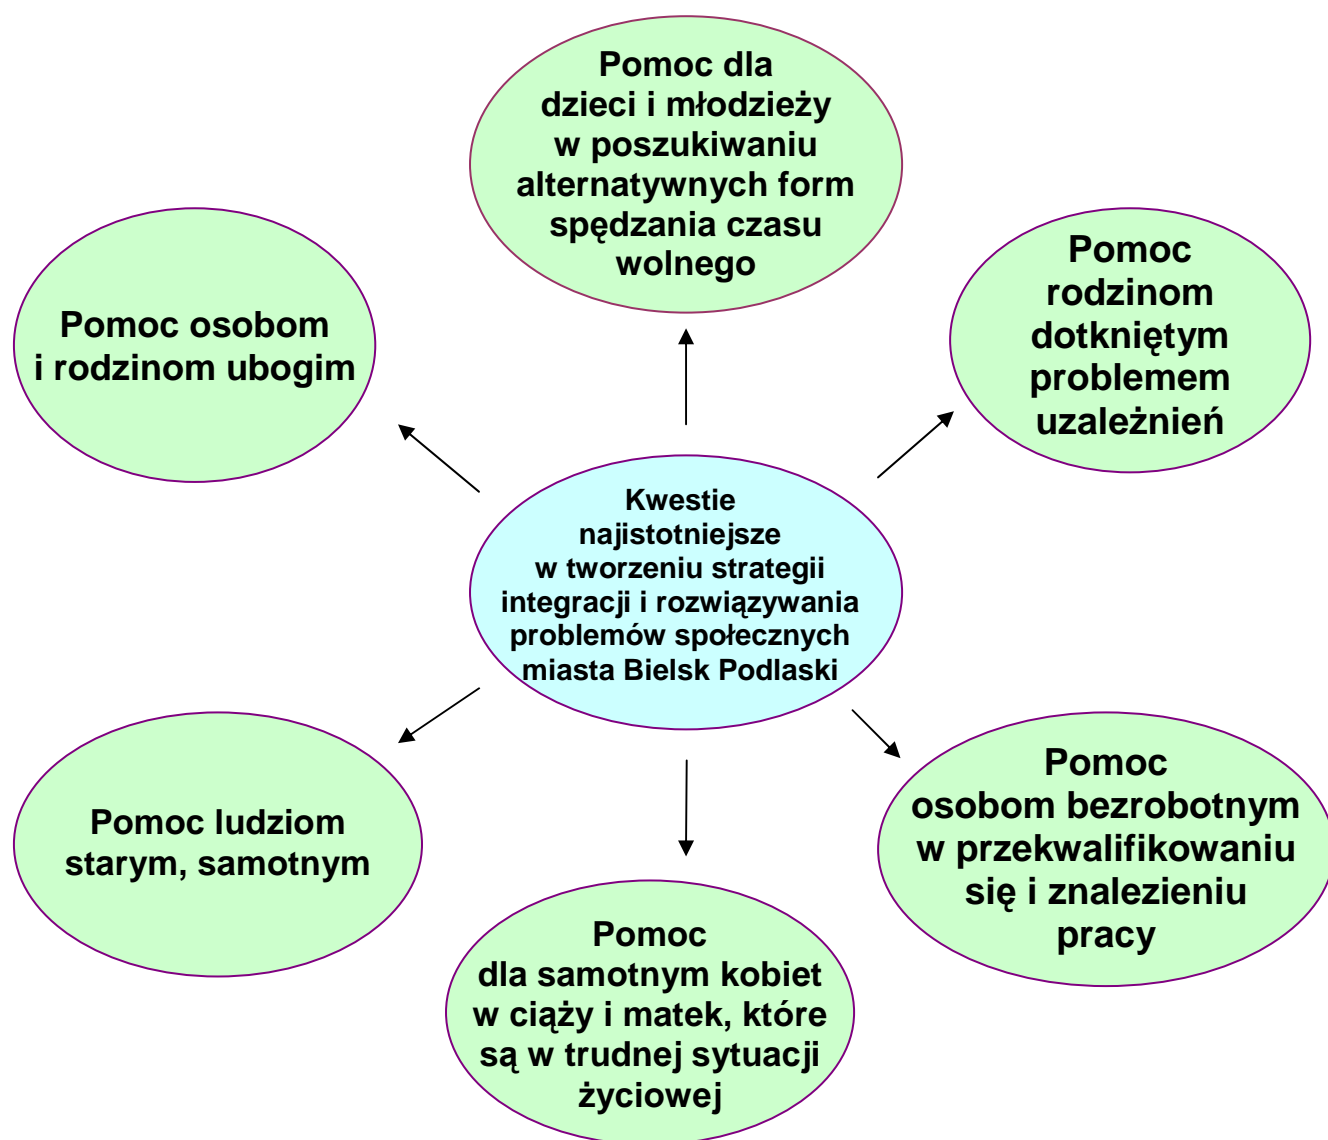 Pomoc dla
dzieci i młodzieży
w poszukiwaniu
alternatywnych form
spędzania czasu
wolnego
Pomoc osobom
i rodzinom ubogim
Pomoc
rodzinom
dotkniętym
problemem
uzależnień
Kwestie
najistotniejsze
w tworzeniu strategii
integracji i rozwiązywania
problemów społecznych
miasta Bielsk Podlaski
Pomoc ludziom
starym, samotnym
Pomoc
osobom bezrobotnym
w przekwalifikowaniu
się i znalezieniu
pracy
Pomoc
dla samotnym kobiet
w ciąży i matek, które
są w trudnej sytuacji
życiowej